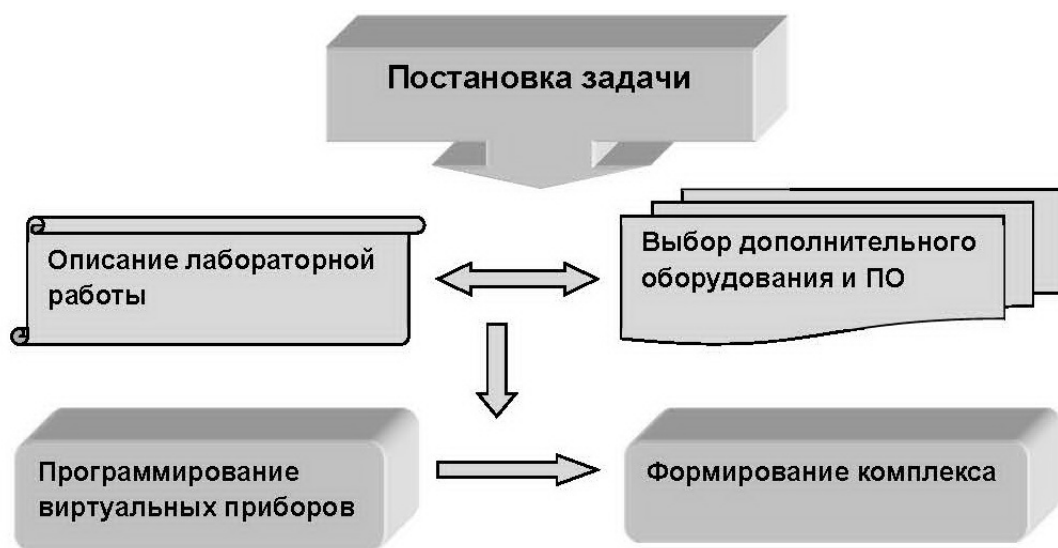 Постановка задачи
Описание лабораторной
работы
Выбор дополнительного
оборудования и ПО
Программирование
виртуальных приборов
Формирование комплекса